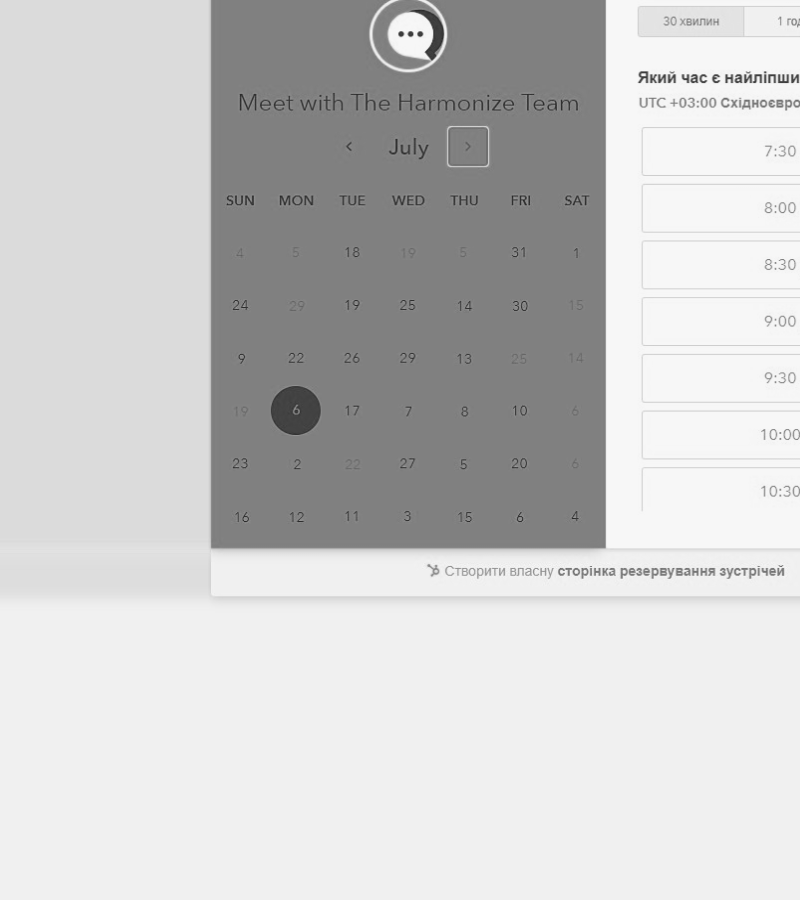 30 хвилин
Meet with The Harmonize Team
‹ July ›
SUN MON TUE WED THU FRI SAT
4 5 18 19 5 31 1
24 29 19 25 14 30 15
9 22 26 29 13 25 14
19 6 17 7 8 10 6
23 2 22 27 5 20 6
16 12 11 3 15 6 4
Який час є найліпши
UTC +03:00 Східноєвро
7:30
8:00
8:30
9:00
9:30
10:00
10:30
Створити власну сторінка резервування зустрічей